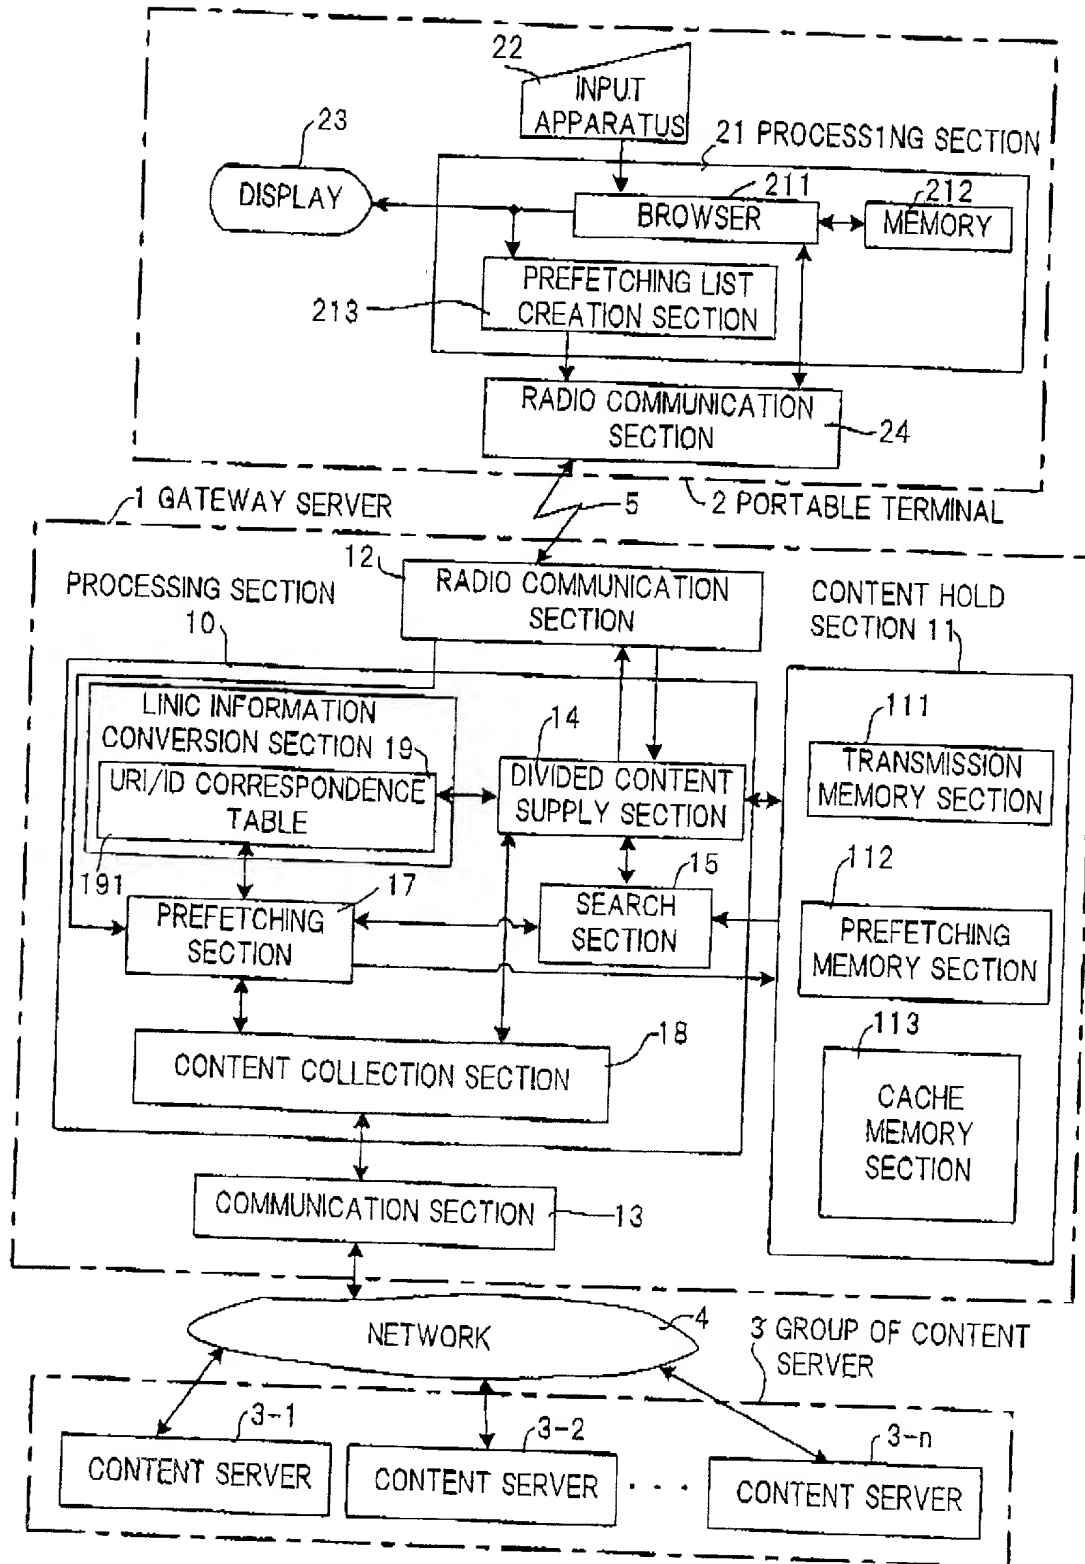 22
INPUT
APPARATUS
23
DISPLAY
21 PROCESS1NG SECTION
211
BROWSER
212
MEMORY
PREFETCHING LIST
CREATION SECTION
213
RADIO COMMUNICATION
SECTION
24
1 GATEWAY SERVER
5
2 PORTABLE TERMINAL
12
RADIO COMMUNICATION
SECTION
PROCESSING SECTION
10
CONTENT HOLD
SECTION 11
LINIC INFORMATION
CONVERSION SECTION 19
URI/ID CORRESPONDENCE
TABLE
191
14
DIVIDED CONTENT
SUPPLY SECTION
111
TRANSMISSION
MEMORY SECTION
17
PREFETCHING
SECTION
15
SEARCH
SECTION
112
PREFETCHING
MEMORY SECTION
18
CONTENT COLLECTION SECTION
113
CACHE
MEMORY
SECTION
COMMUNICATION SECTION
13
NETWORK
4
3 GROUP OF CONTENT
SERVER
3-1
CONTENT SERVER
3-2
CONTENT SERVER
· · · ·
3-n
CONTENT SERVER